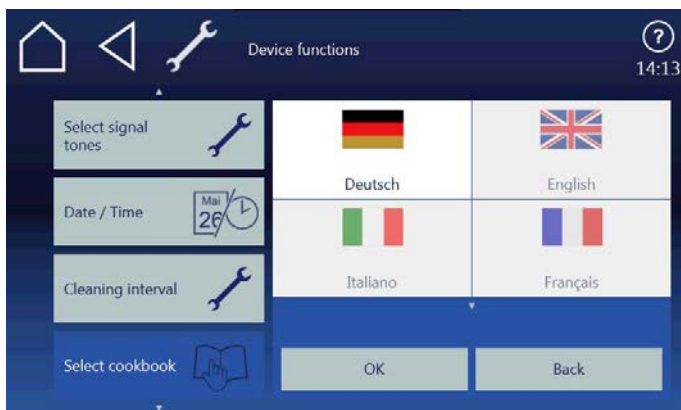 Device functions
?
14:13
Select signal
tones
Date / Time
Mai
26
Cleaning interval
Select cookbook
Deutsch
English
Italiano
Français
OK
Back